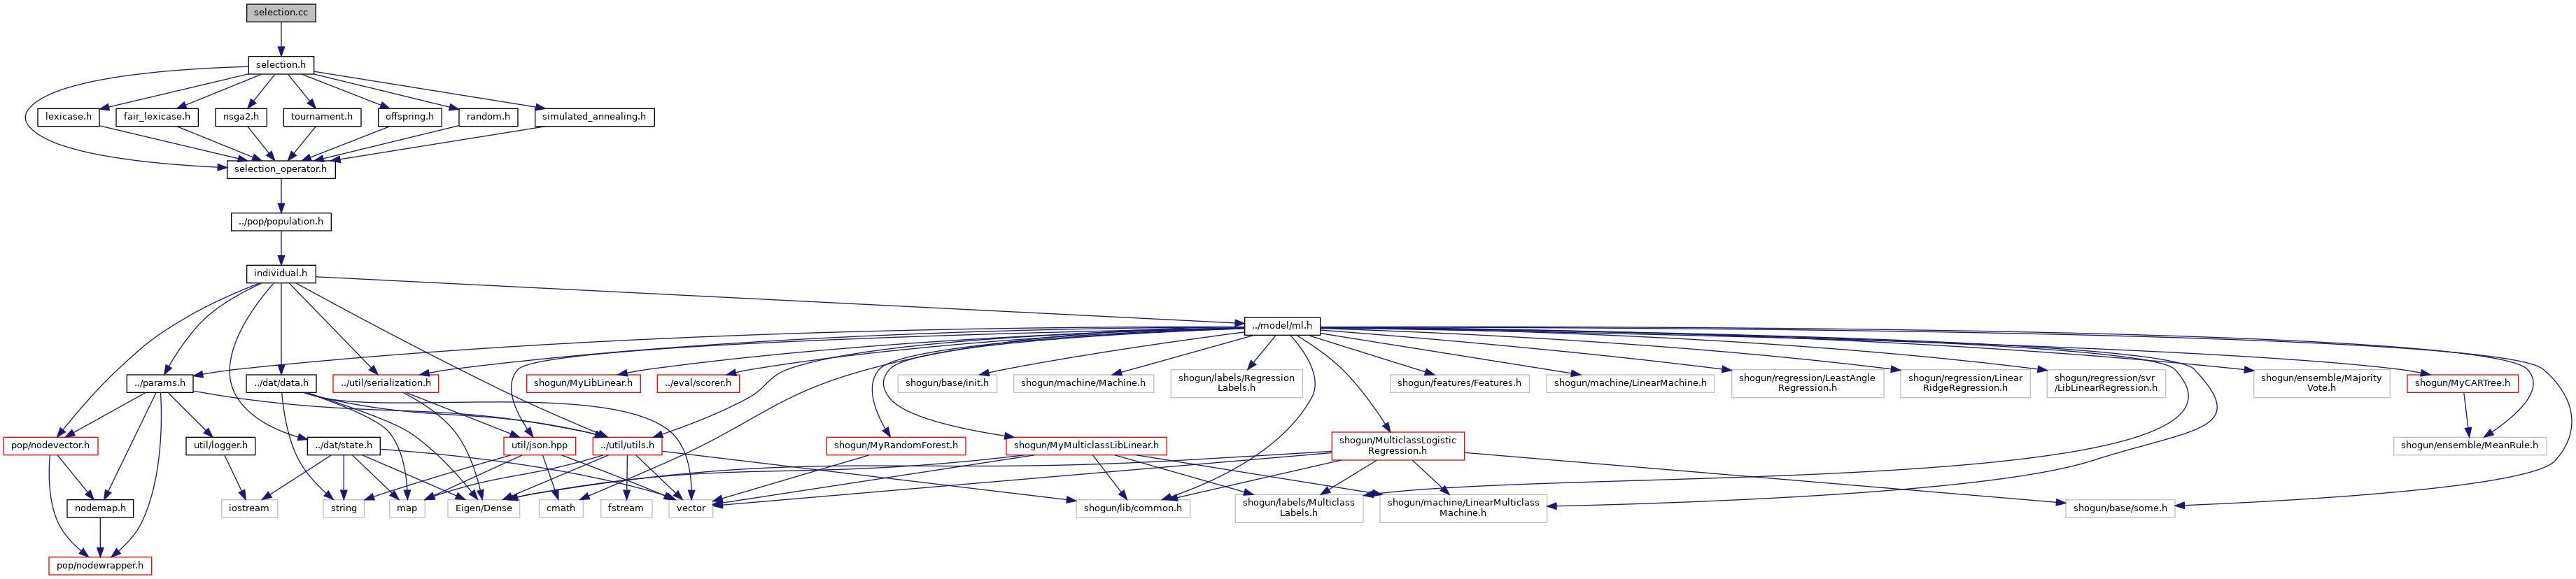 selection.cc
selection.h
lexicase.h
fair_lexicase.h
nsga2.h
tournament.h
offspring.h
random.h
simulated_annealing.h
selection_operator.h
../pop/population.h
individual.h
../model/ml.h
../params.h
../dat/data.h
../util/serialization.h
shogun/MyLibLinear.h
../eval/scorer.h
shogun/base/init.h
shogun/machine/Machine.h
shogun/labels/Regression
Labels.h
shogun/features/Features.h
shogun/machine/LinearMachine.h
shogun/regression/LeastAngle
Regression.h
shogun/regression/Linear
RidgeRegression.h
shogun/regression/svr
/LibLinearRegression.h
shogun/ensemble/Majority
Vote.h
shogun/MyCARTree.h
pop/nodevector.h
util/logger.h
../dat/state.h
util/json.hpp
../util/utils.h
shogun/MyRandomForest.h
shogun/MyMulticlassLibLinear.h
shogun/MulticlassLogistic
Regression.h
shogun/ensemble/MeanRule.h
nodemap.h
iostream
string
map
Eigen/Dense
cmath
fstream
vector
shogun/lib/common.h
shogun/labels/Multiclass
Labels.h
shogun/machine/LinearMulticlass
Machine.h
shogun/base/some.h
pop/nodewrapper.h